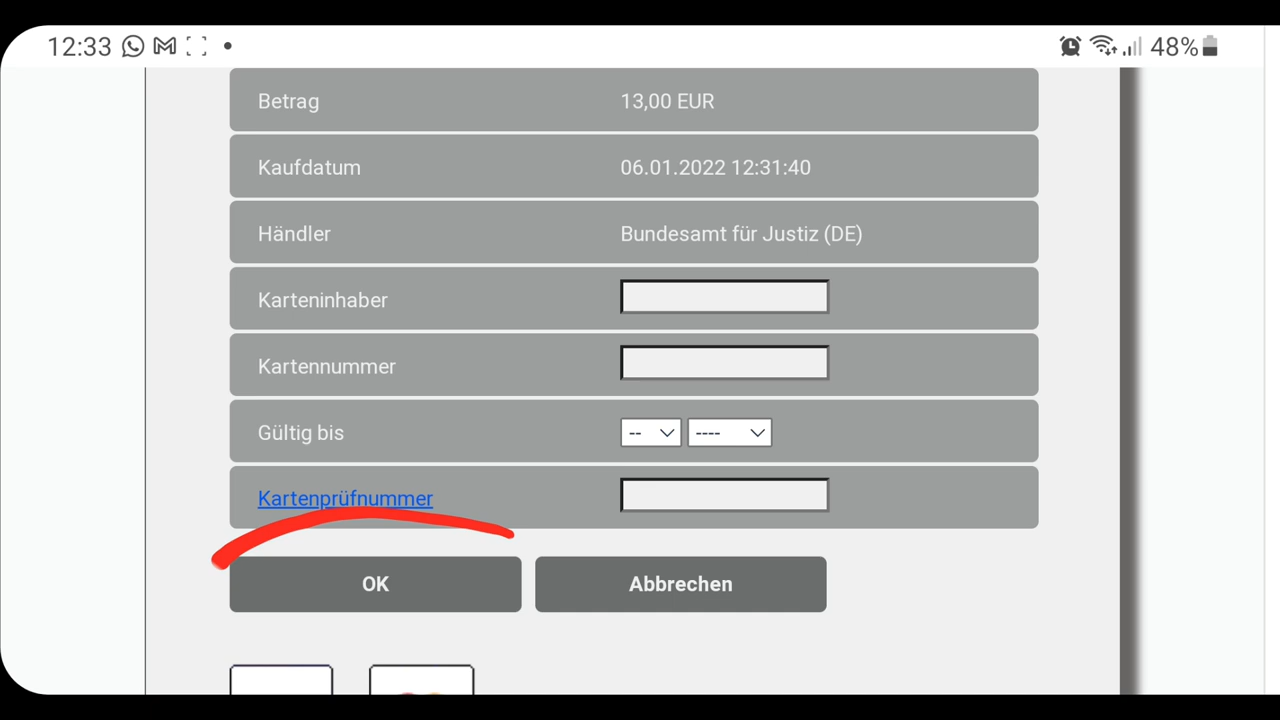 12:33 48%
Betrag 13,00 EUR
Kaufdatum 06.01.2022 12:31:40
Händler Bundesamt für Justiz (DE)
Karteninhaber
Kartennummer
Gültig bis -- ----
Kartenprüfnummer
OK Abbrechen